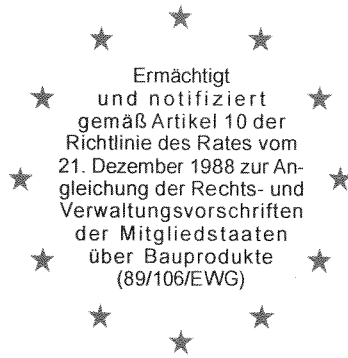 Ermächtigt
und notifiziert
gemäß Artikel 10 der
Richtlinie des Rates vom
21. Dezember 1988 zur An-
gleichung der Rechts- und
Verwaltungsvorschriften
der Mitgliedstaaten
über Bauprodukte
(89/106/EWG)